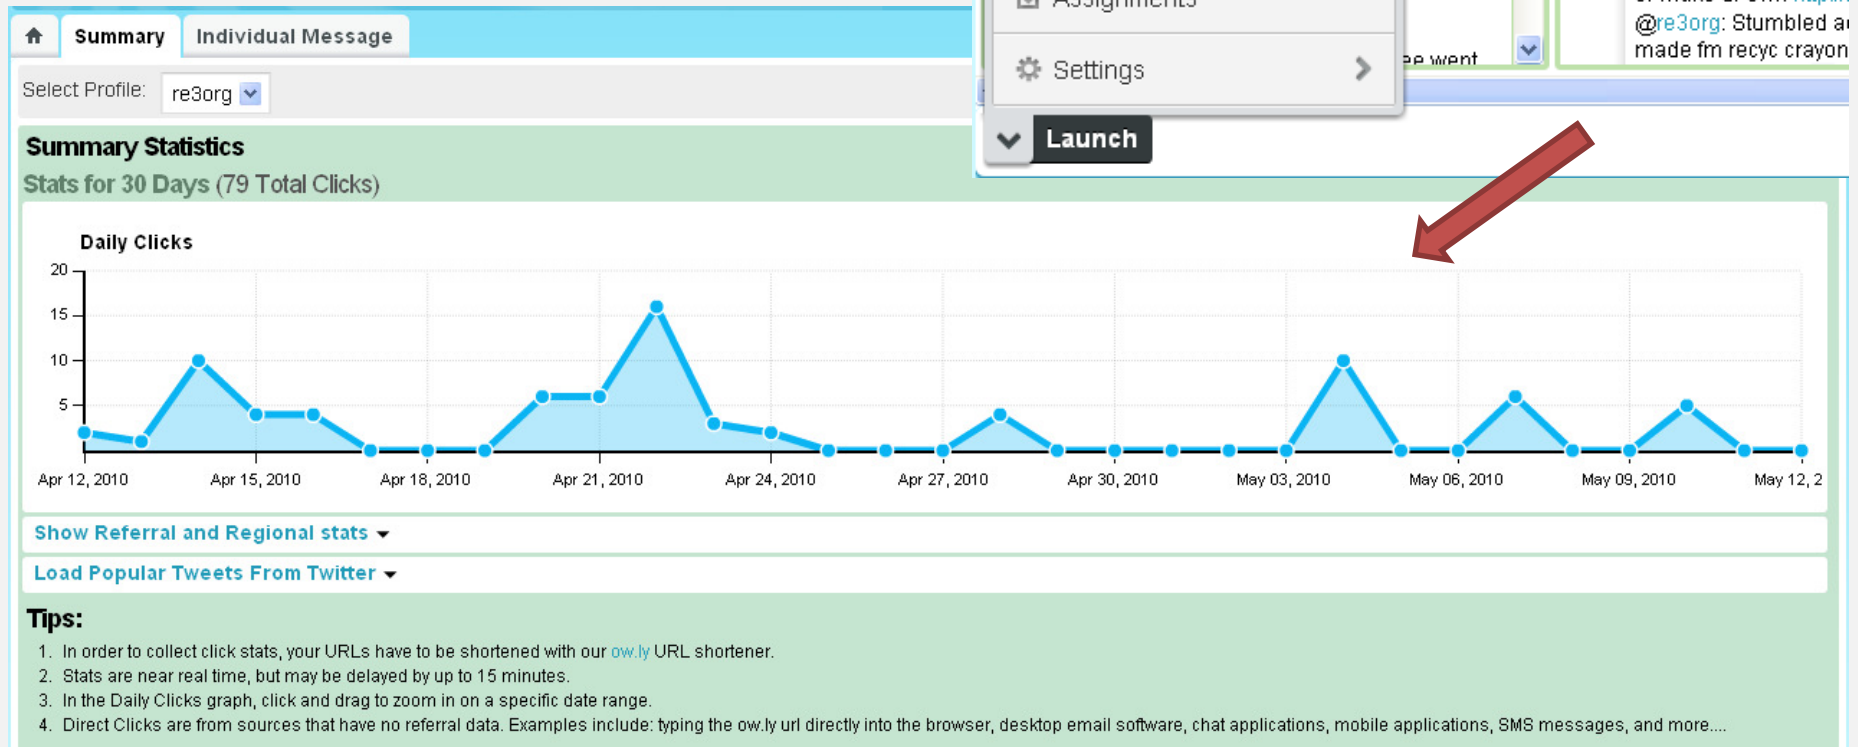 Summary
Individual Message
Select Profile: re3org
Summary Statistics
Stats for 30 Days (79 Total Clicks)
Assignments
Settings
Launch
ee went
@re3org: Stumbled a
made fm recyc crayon
Daily Clicks
20
15
10
5
Apr 12, 2010 Apr 15, 2010 Apr 18, 2010 Apr 21, 2010 Apr 24, 2010 Apr 27, 2010 Apr 30, 2010 May 03, 2010 May 06, 2010 May 09, 2010 May 12, 2
Show Referral and Regional stats
Load Popular Tweets From Twitter
Tips:
1. In order to collect click stats, your URLs have to be shortened with our ow.ly URL shortener.
2. Stats are near real time, but may be delayed by up to 15 minutes.
3. In the Daily Clicks graph, click and drag to zoom in on a specific date range.
4. Direct Clicks are from sources that have no referral data. Examples include: typing the ow.ly url directly into the browser, desktop email software, chat applications, mobile applications, SMS messages, and more....